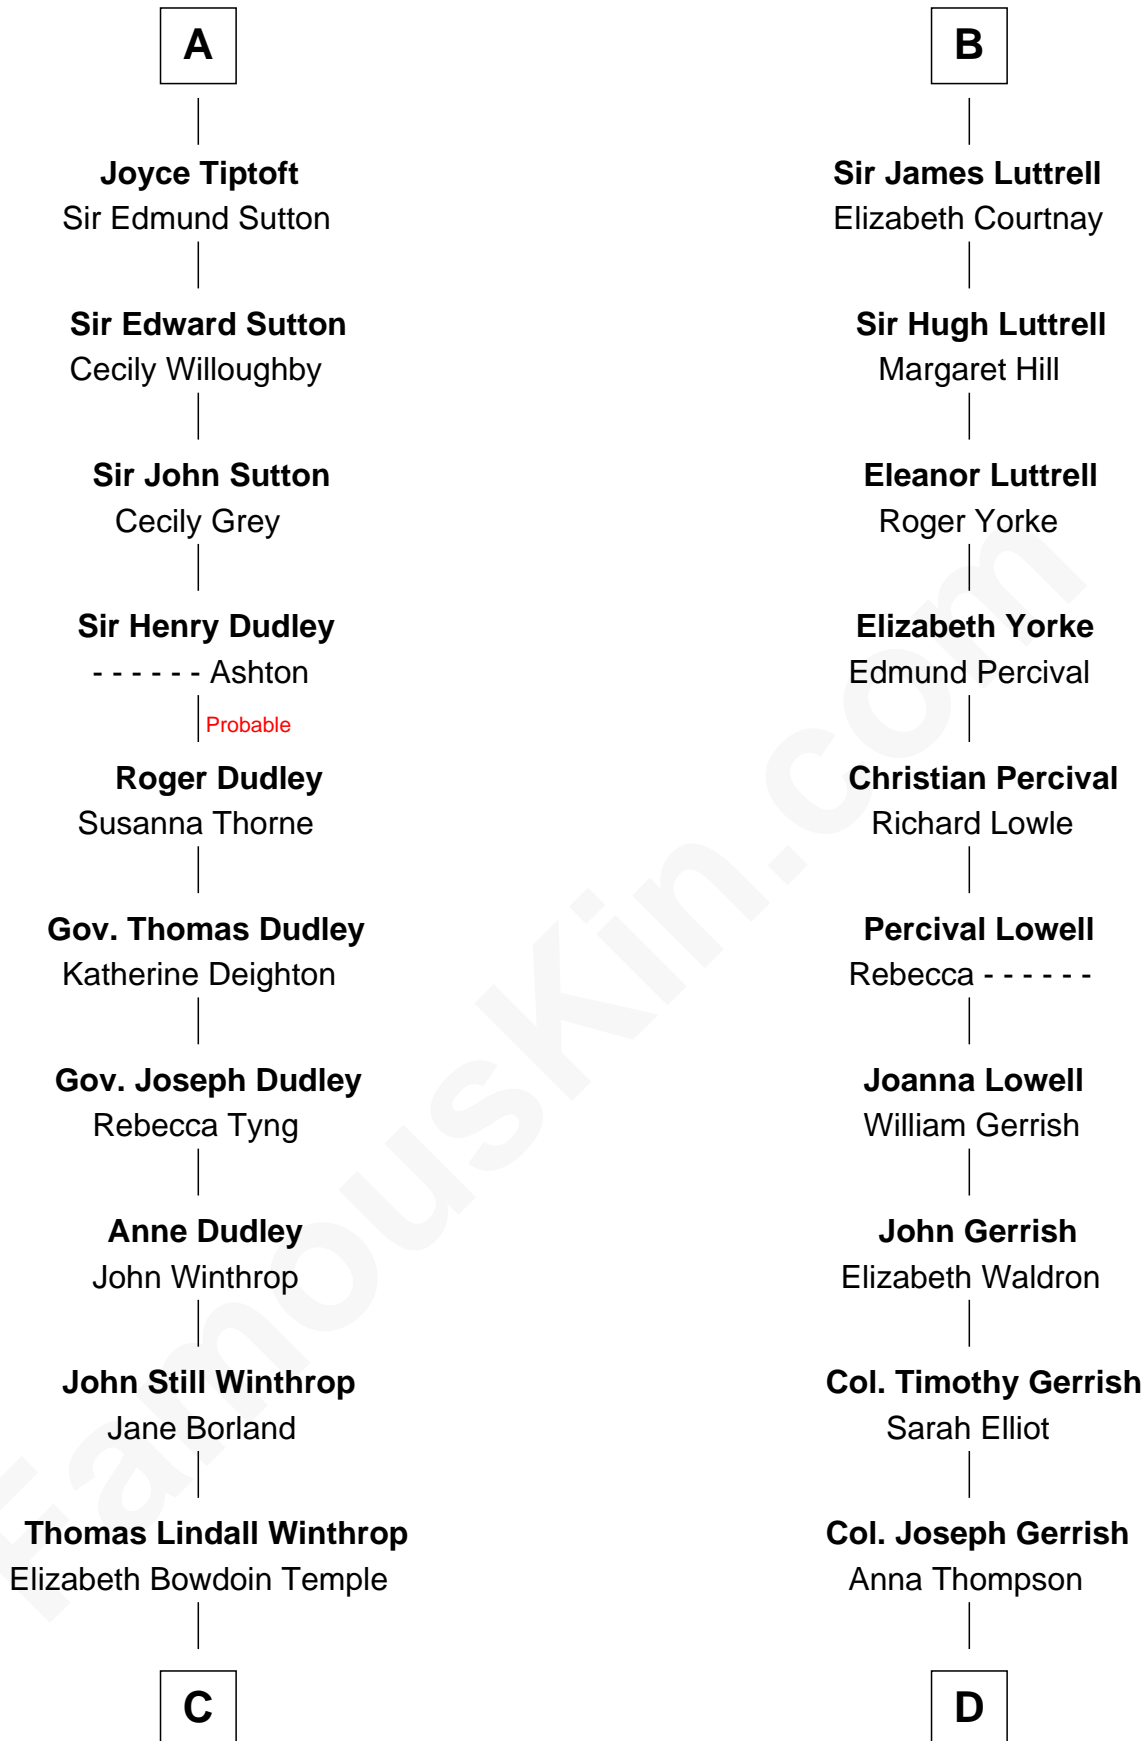 A
Joyce Tiptoft
Sir Edmund Sutton
Sir Edward Sutton
Cecily Willoughby
Sir John Sutton
Cecily Grey
Sir Henry Dudley
- - - - - - Ashton
Probable
Roger Dudley
Susanna Thorne
Gov. Thomas Dudley
Katherine Deighton
Gov. Joseph Dudley
Rebecca Tyng
Anne Dudley
John Winthrop
John Still Winthrop
Jane Borland
Thomas Lindall Winthrop
Elizabeth Bowdoin Temple
C
B
Sir James Luttrell
Elizabeth Courtnay
Sir Hugh Luttrell
Margaret Hill
Eleanor Luttrell
Roger Yorke
Elizabeth Yorke
Edmund Percival
Christian Percival
Richard Lowle
Percival Lowell
Rebecca - - - - - -
Joanna Lowell
William Gerrish
John Gerrish
Elizabeth Waldron
Col. Timothy Gerrish
Sarah Elliot
Col. Joseph Gerrish
Anna Thompson
D
FamousKin.com